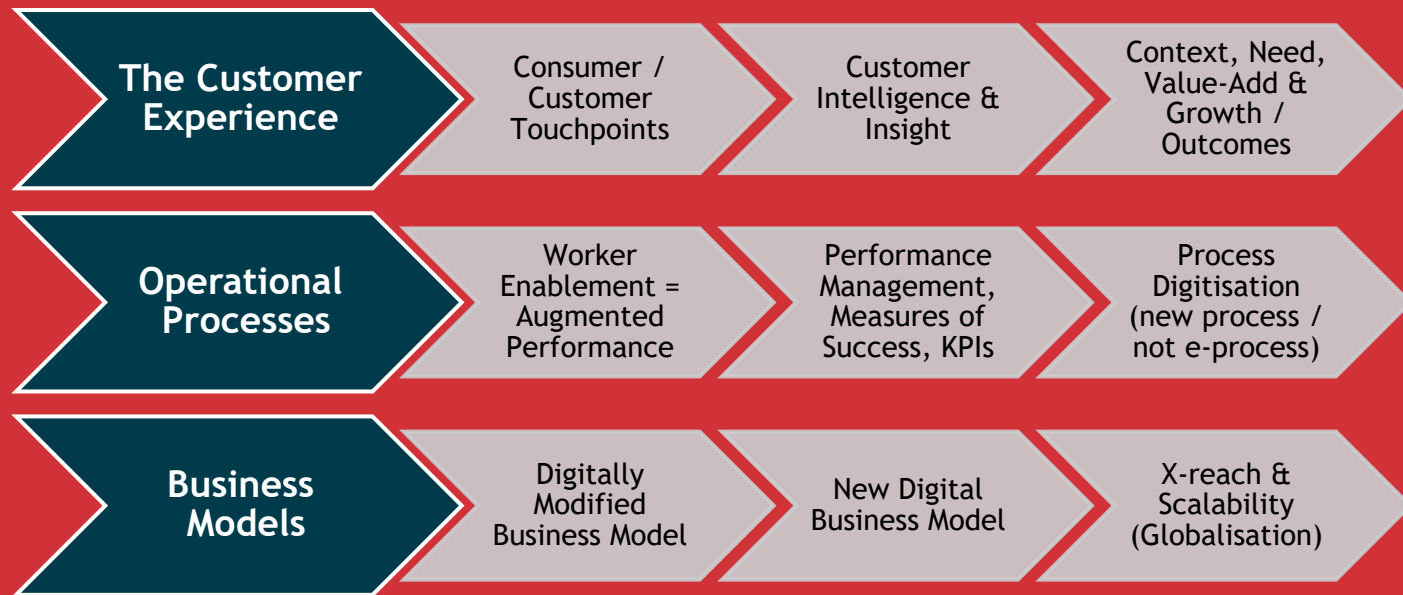 The Customer
Experience
Consumer /
Customer
Touchpoints
Customer
Intelligence &
Insight
Context, Need,
Value-Add &
Growth /
Outcomes
Operational
Processes
Worker
Enablement =
Augmented
Performance
Performance
Management,
Measures of
Success, KPIs
Process
Digitisation
(new process /
not e-process)
Business
Models
Digitally
Modified
Business Model
New Digital
Business Model
X-reach &
Scalability
(Globalisation)